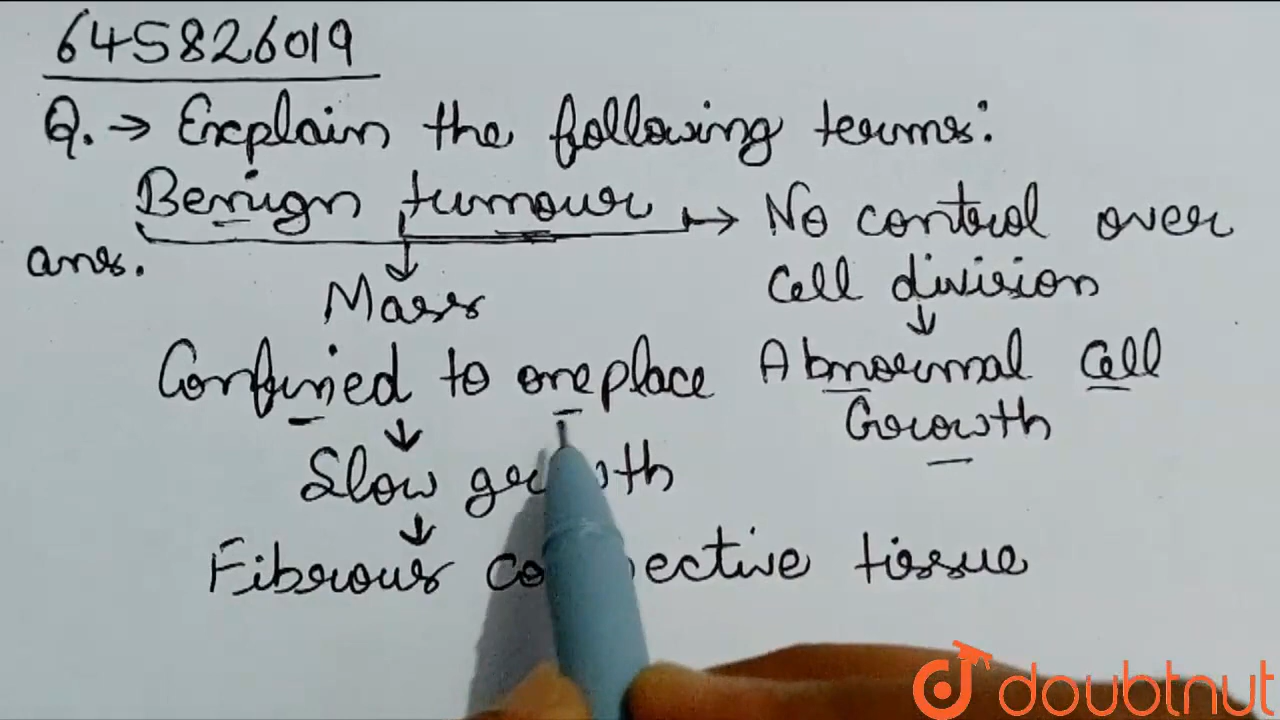 645826019
Q. → Explain the following terms:
Benign tumour → No control over
ans.
cell division
↓
Mass
↓
Confined to one place
Abnormal Cell
Growth
↓
Slow
↓
Fibrous
tissue
doubtnut